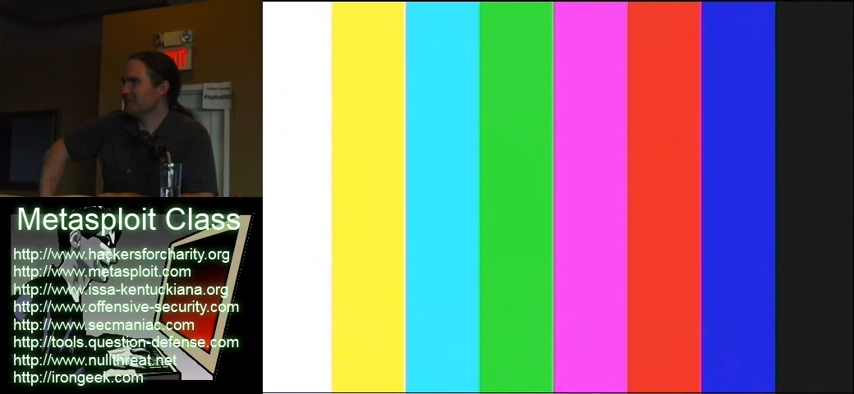 EXIT
Metasploit Class
http://www.hackersforcharity.org
http://www.metasploit.com
http://www.issa-kentuckiana.org
http://www.offensive-security.com
http://www.secmaniac.com
http://tools.question-defense.com
http://www.nullthreat.net
http://irongeek.com